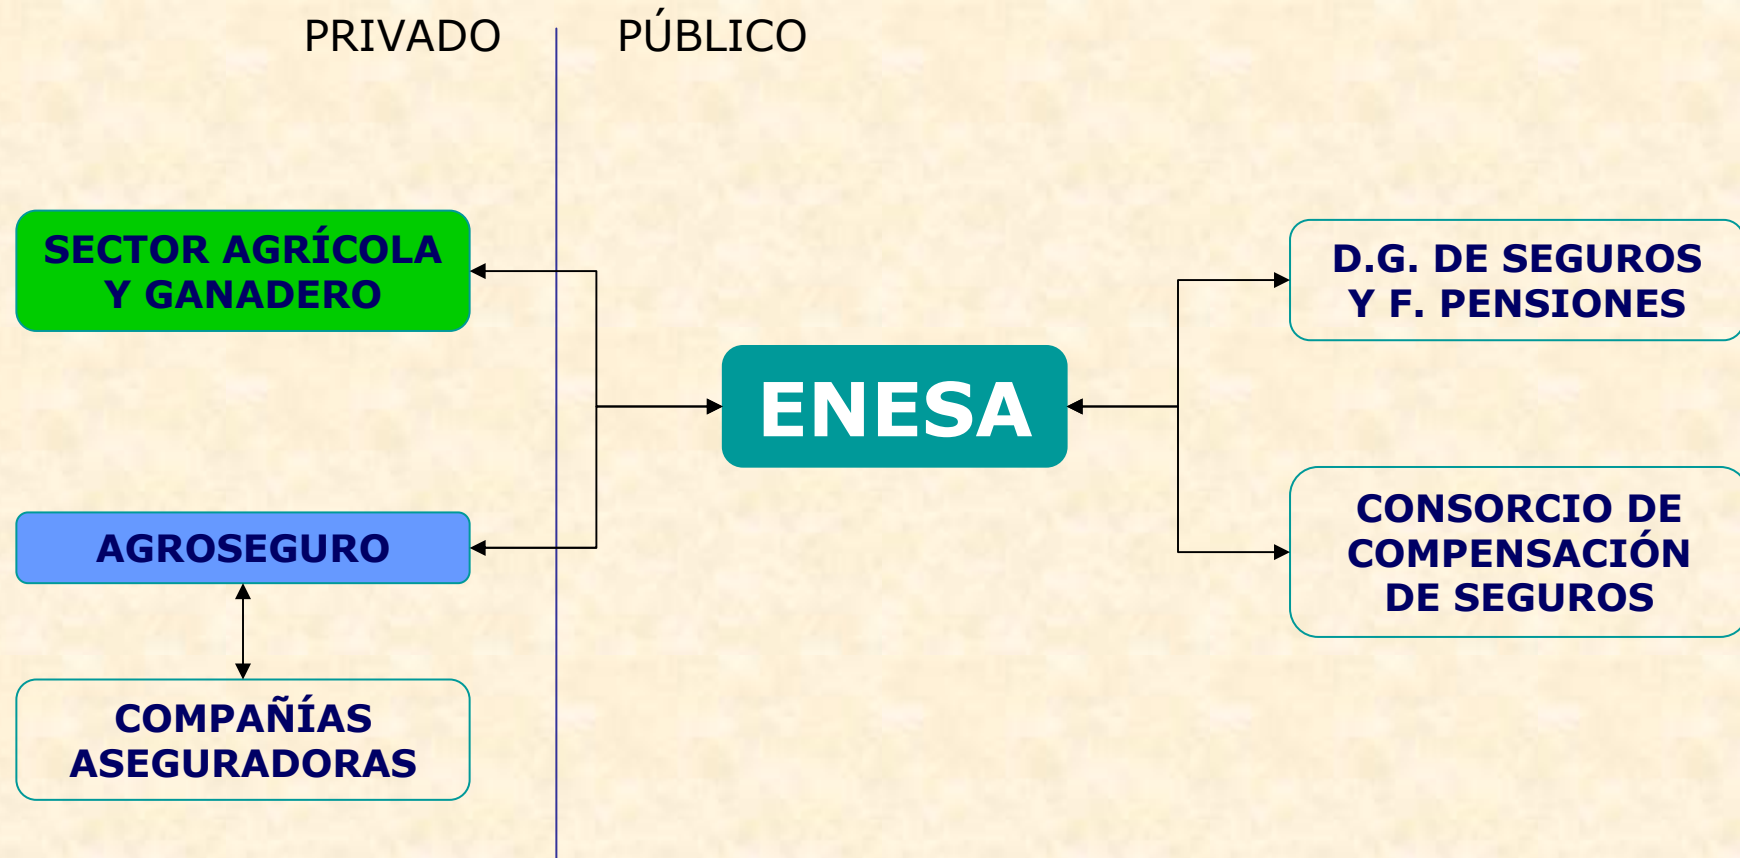 PRIVADO
PÚBLICO
SECTOR AGRÍCOLA
Y GANADERO
D.G. DE SEGUROS
Y F. PENSIONES
ENESA
AGROSEGURO
CONSORCIO DE
COMPENSACIÓN
DE SEGUROS
COMPAÑÍAS
ASEGURADORAS